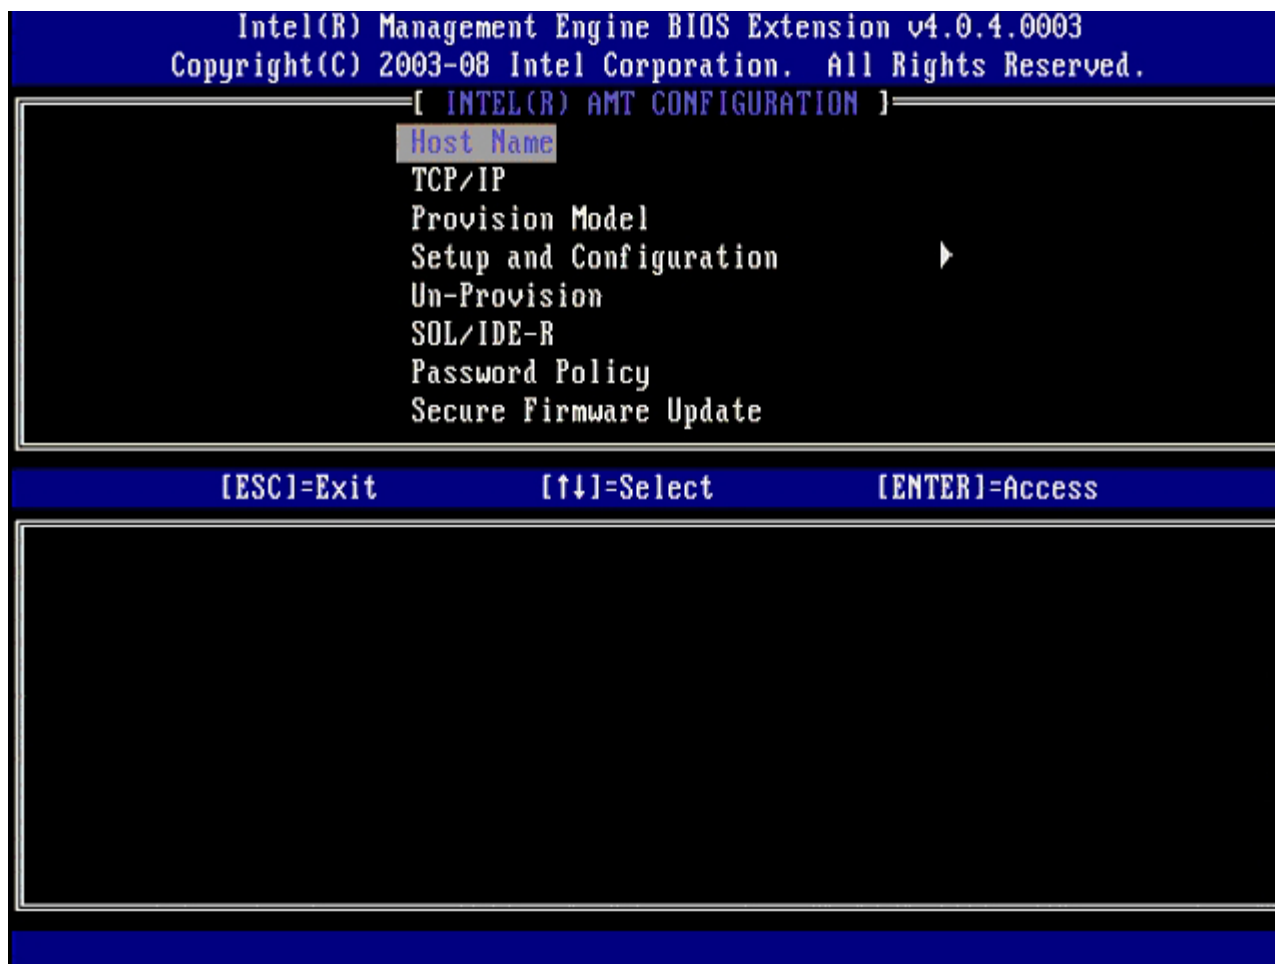 Intel(R) Management Engine BIOS Extension v4.0.4.0003
Copyright(C) 2003-08 Intel Corporation. All Rights Reserved.
[ INTEL(R) AMT CONFIGURATION ]
Host Name
TCP/IP
Provision Model
Setup and Configuration ▶
Un-Provision
SOL/IDE-R
Password Policy
Secure Firmware Update
[ESC]=Exit [↑↓]=Select [ENTER]=Access